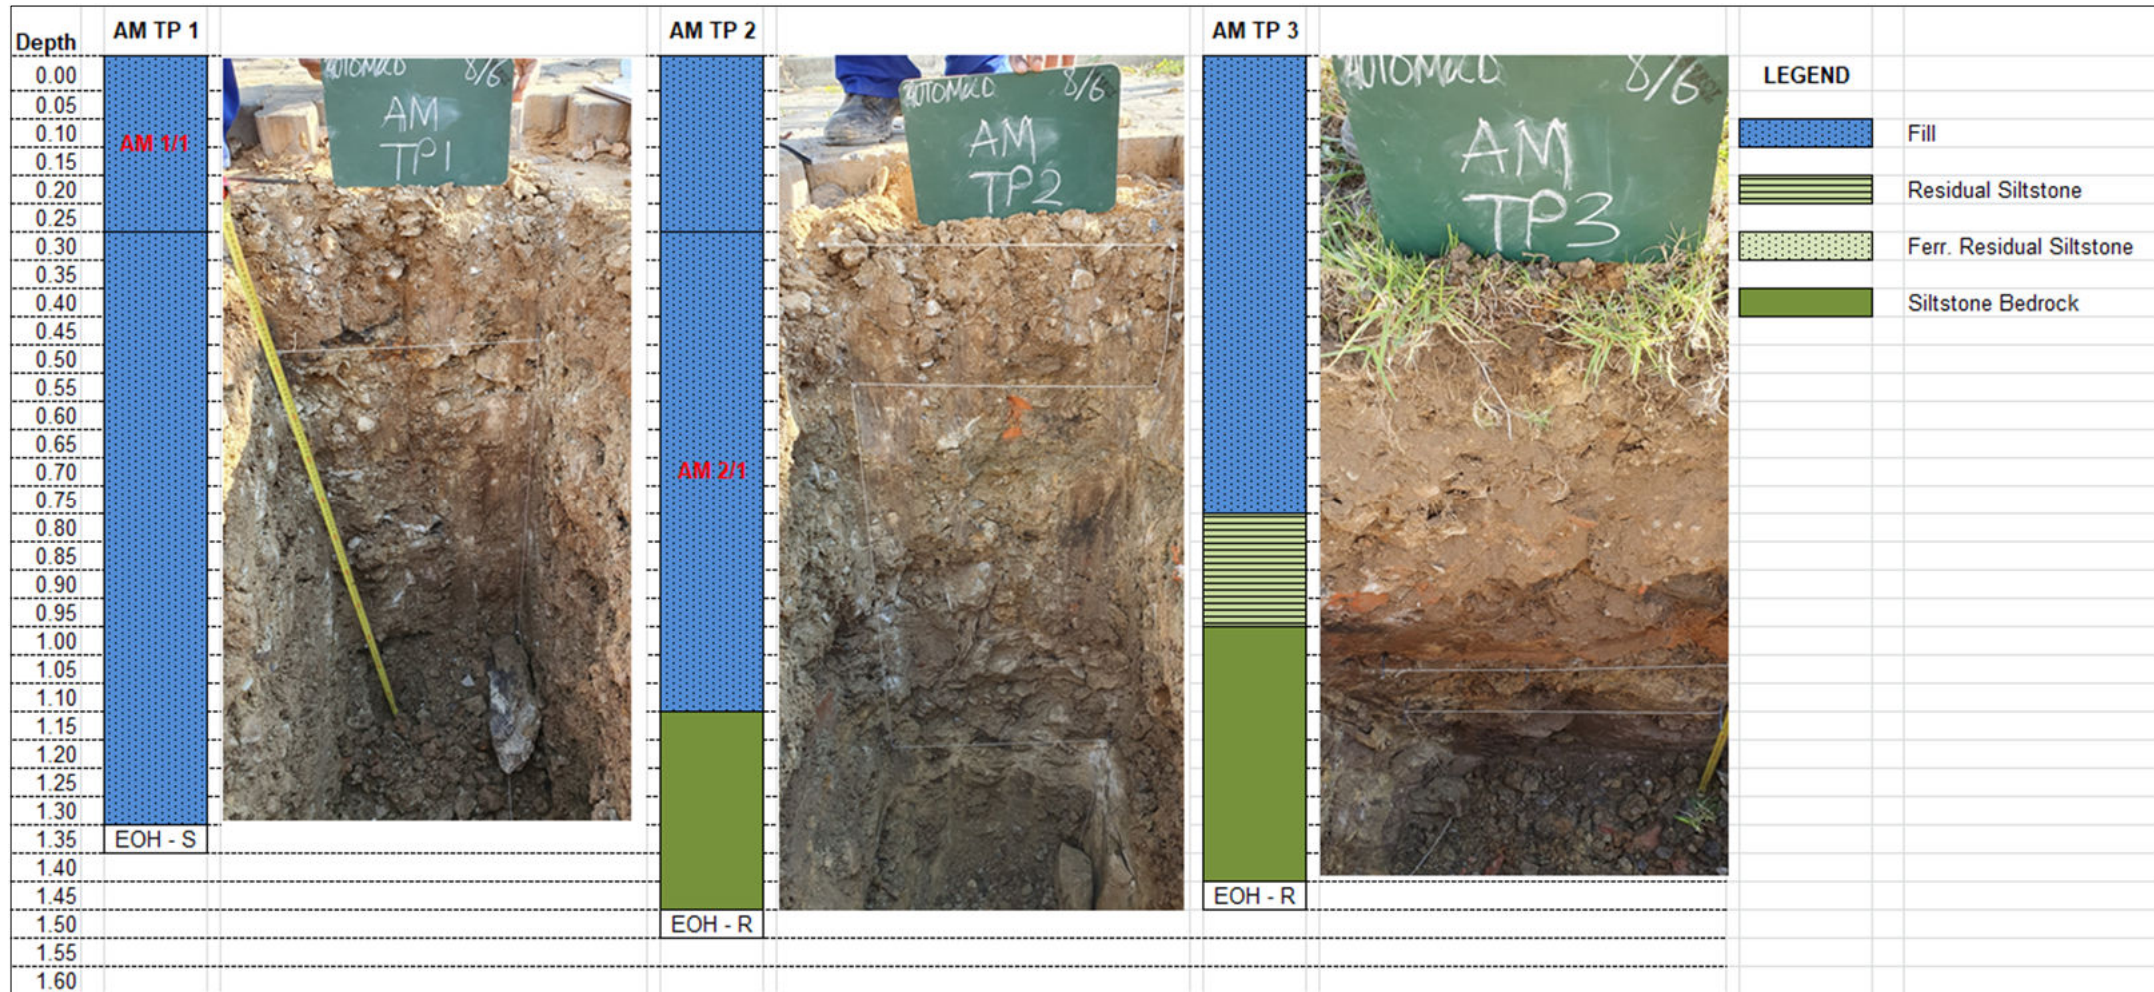 Depth
AM TP 1
AM TP 2
AM TP 3
0.00
0.05
0.10
0.15
0.20
0.25
0.30
0.35
0.40
0.45
0.50
0.55
0.60
0.65
0.70
0.75
0.80
0.85
0.90
0.95
1.00
1.05
1.10
1.15
1.20
1.25
1.30
1.35
1.40
1.45
1.50
1.55
1.60
AM 1/1
EOH - S
AUTOMOLD 8/6
AM
TP1
AM 2/1
EOH - R
AUTOMOLD 8/6
AM
TP2
EOH - R
AUTOMOLD 8/6
AM
TP3
LEGEND
Fill
Residual Siltstone
Ferr. Residual Siltstone
Siltstone Bedrock